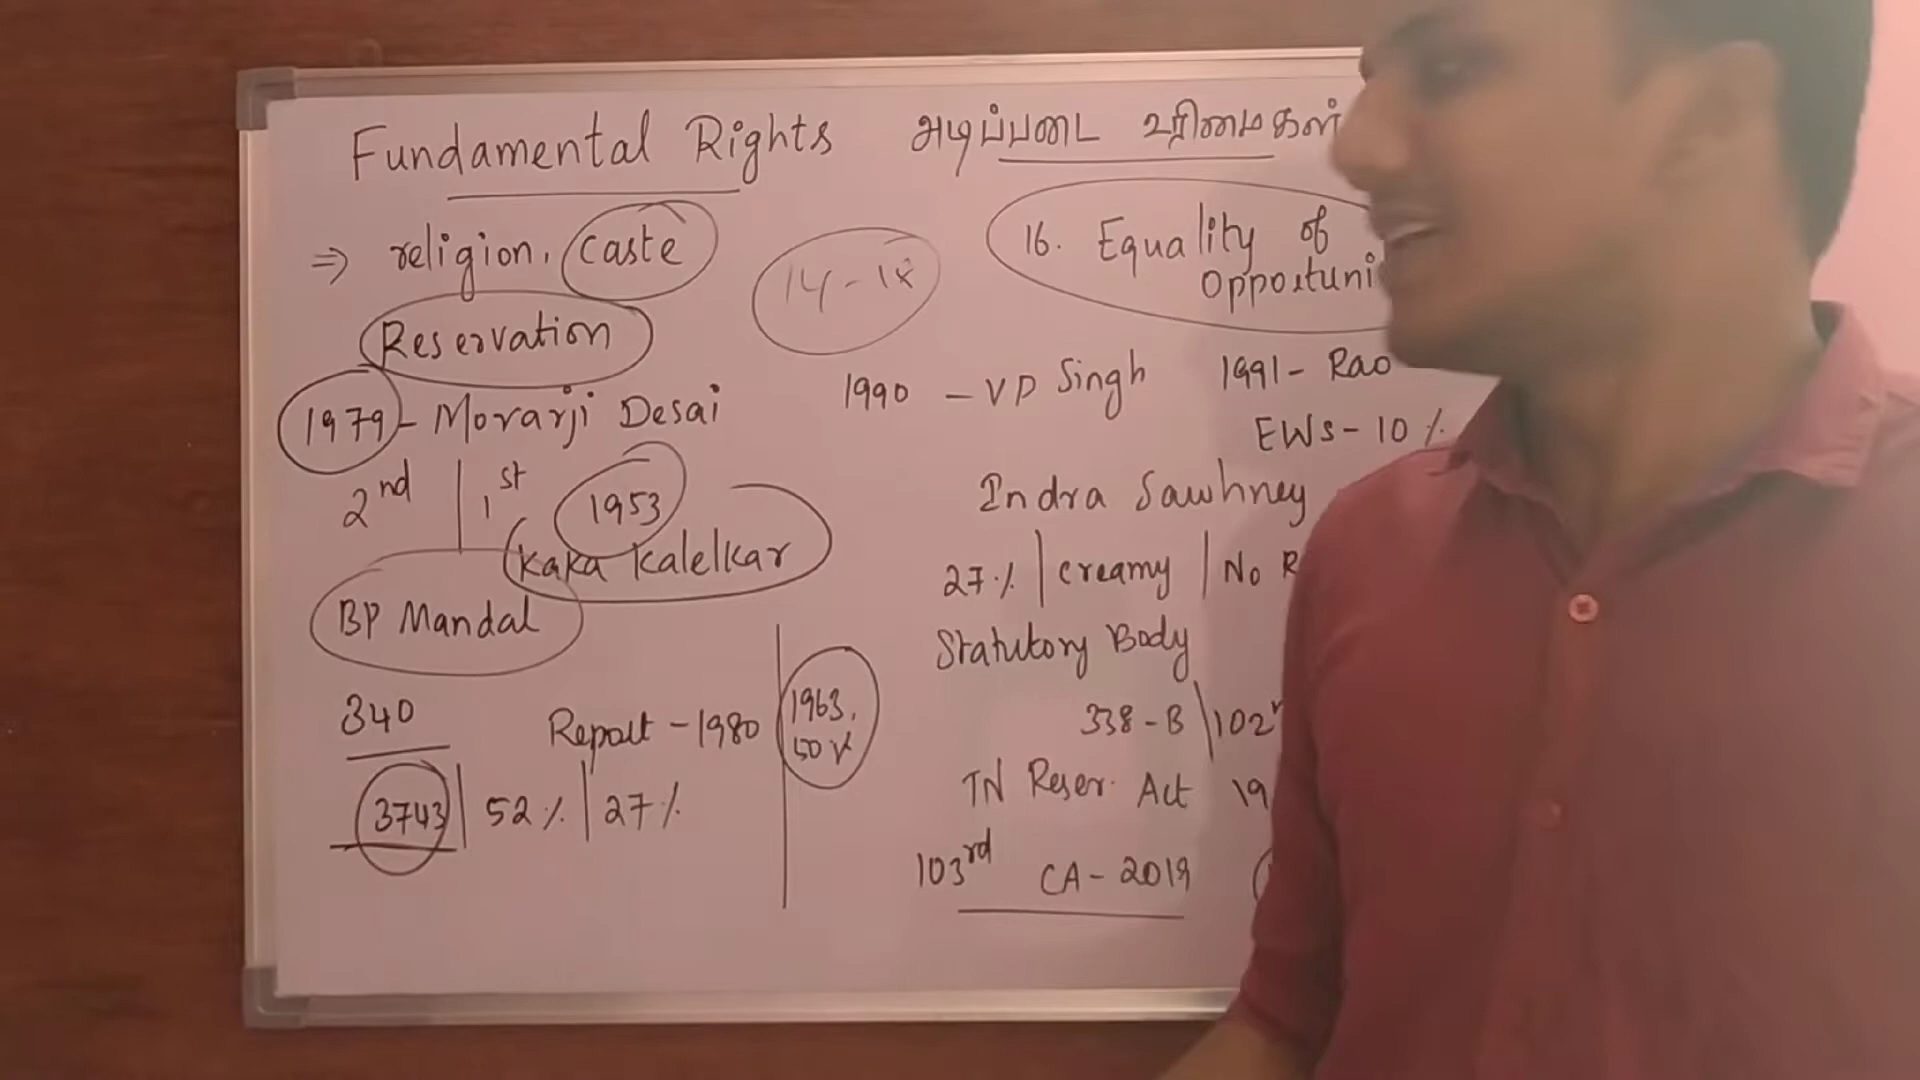 Fundamental Rights அடிப்படை உரிமைகள்
⇒ religion, caste
14-18
16. Equality of
Opportuni
Reservation
1979 - Morarji Desai
1990 - VP Singh
1991 - Rao
EWS - 10 %
2nd | 1st
1953
Kaka Kalelkar
BP Mandal
Indra Sawhney
27% | creamy | No R
Statutory Body
340
Report - 1980
1963,
50%
338-B \ 102
3743 | 52% | 27%
TN Reser. Act 19
103rd CA - 2019